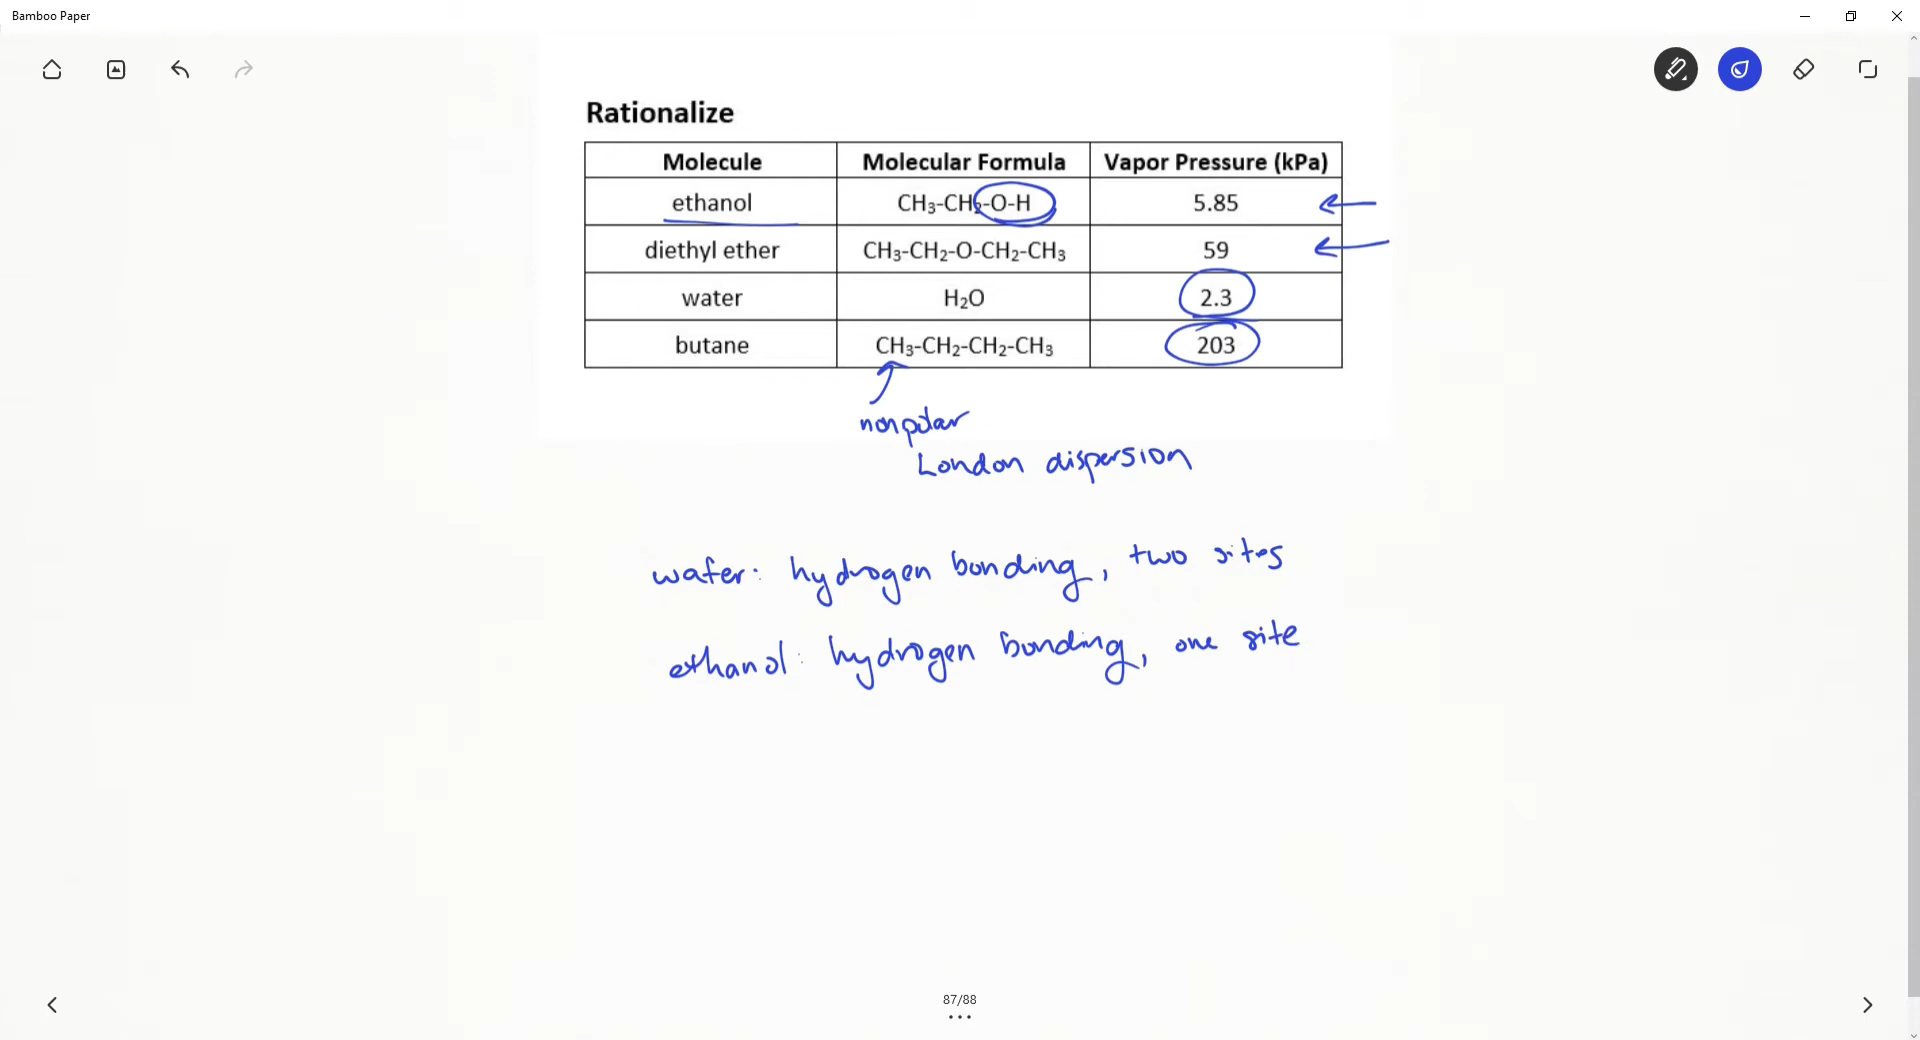 Bamboo Paper
Rationalize
Molecule Molecular Formula Vapor Pressure (kPa)
ethanol CH₃-CH₂-O-H 5.85
diethyl ether CH₃-CH₂-O-CH₂-CH₃ 59
water H₂O 2.3
butane CH₃-CH₂-CH₂-CH₃ 203
nonpolar
London dispersion
water: hydrogen bonding, two sites
ethanol: hydrogen bonding, one site
87/88